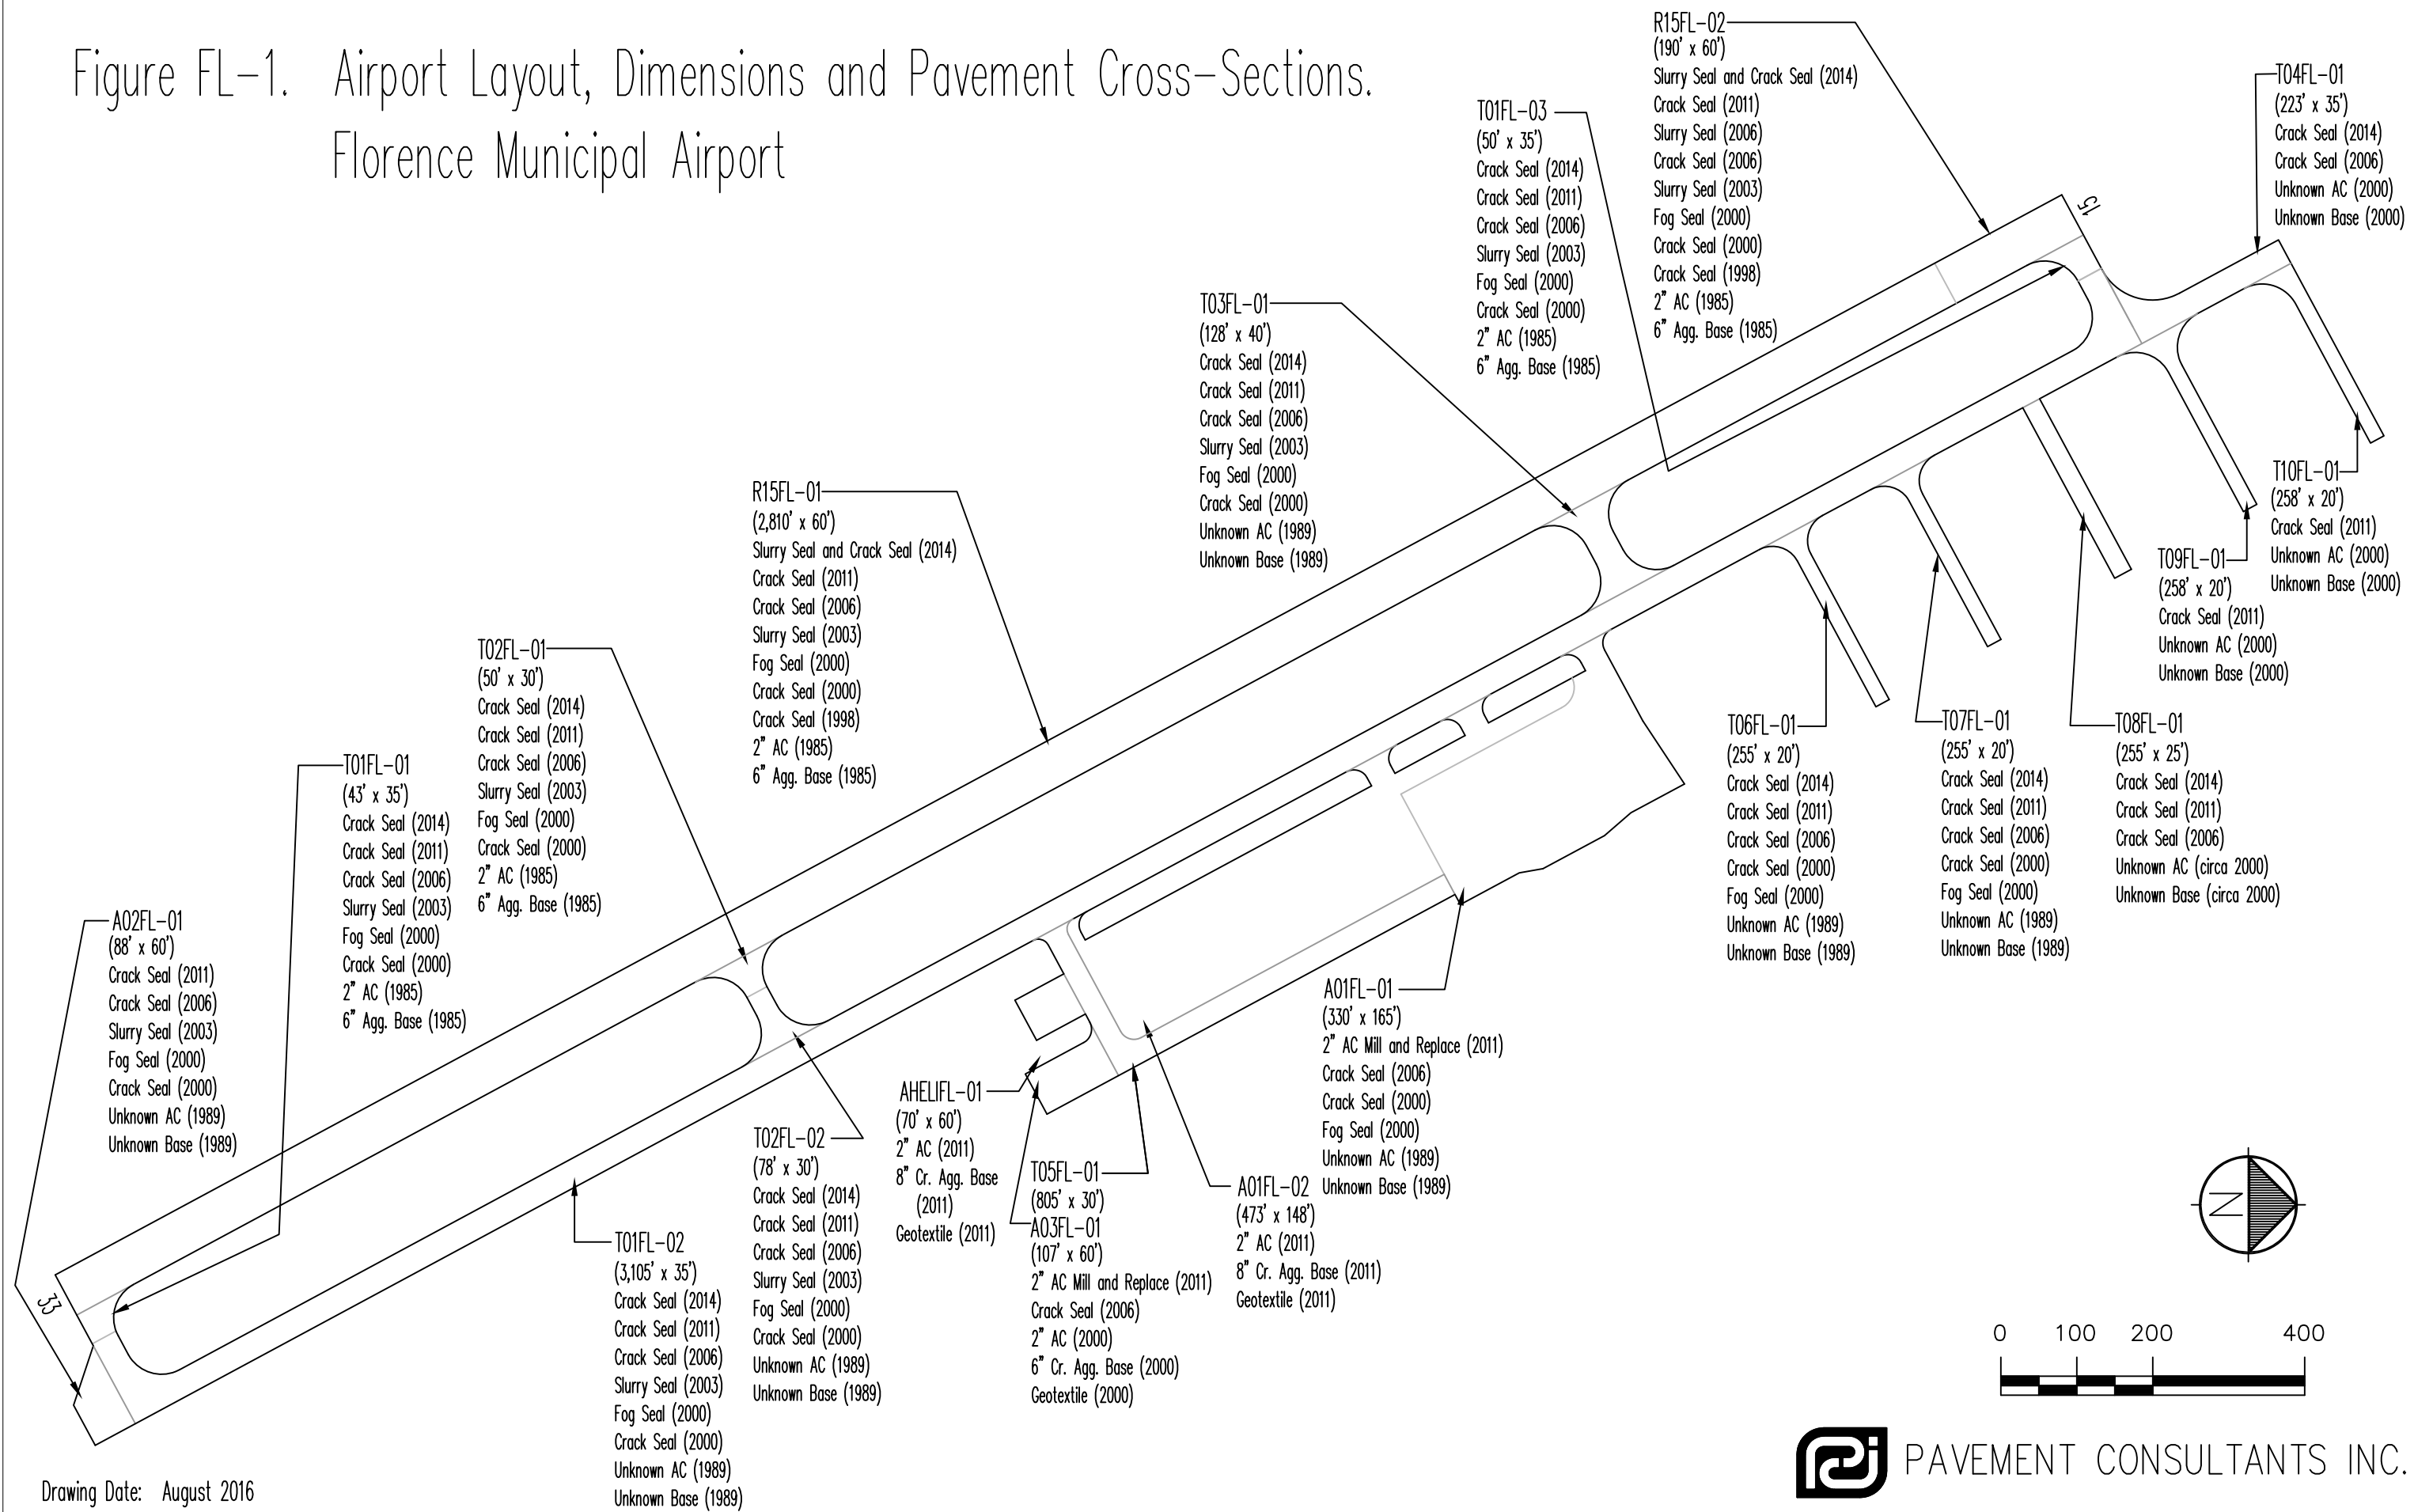 Figure FL-1. Airport Layout, Dimensions and Pavement Cross-Sections.
Florence Municipal Airport
R15FL-02
(190' x 60')
Slurry Seal and Crack Seal (2014)
Crack Seal (2011)
Slurry Seal (2006)
Crack Seal (2006)
Slurry Seal (2003)
Fog Seal (2000)
Crack Seal (2000)
Crack Seal (1998)
2" AC (1985)
6" Agg. Base (1985)
T04FL-01
(223' x 35')
Crack Seal (2014)
Crack Seal (2006)
Unknown AC (2000)
Unknown Base (2000)
T01FL-03
(50' x 35')
Crack Seal (2014)
Crack Seal (2011)
Crack Seal (2006)
Slurry Seal (2003)
Fog Seal (2000)
Crack Seal (2000)
2" AC (1985)
6" Agg. Base (1985)
15
T03FL-01
(128' x 40')
Crack Seal (2014)
Crack Seal (2011)
Crack Seal (2006)
Slurry Seal (2003)
Fog Seal (2000)
Crack Seal (2000)
Unknown AC (1989)
Unknown Base (1989)
R15FL-01
(2,810' x 60')
Slurry Seal and Crack Seal (2014)
Crack Seal (2011)
Crack Seal (2006)
Slurry Seal (2003)
Fog Seal (2000)
Crack Seal (2000)
Crack Seal (1998)
2" AC (1985)
6" Agg. Base (1985)
T10FL-01
(258' x 20')
Crack Seal (2011)
Unknown AC (2000)
Unknown Base (2000)
T09FL-01
(258' x 20')
Crack Seal (2011)
Unknown AC (2000)
Unknown Base (2000)
T02FL-01
(50' x 30')
Crack Seal (2014)
Crack Seal (2011)
Crack Seal (2006)
Slurry Seal (2003)
Fog Seal (2000)
Crack Seal (2000)
2" AC (1985)
6" Agg. Base (1985)
T06FL-01
(255' x 20')
Crack Seal (2014)
Crack Seal (2011)
Crack Seal (2006)
Crack Seal (2000)
Fog Seal (2000)
Unknown AC (1989)
Unknown Base (1989)
T07FL-01
(255' x 20')
Crack Seal (2014)
Crack Seal (2011)
Crack Seal (2006)
Crack Seal (2000)
Fog Seal (2000)
Unknown AC (1989)
Unknown Base (1989)
T08FL-01
(255' x 25')
Crack Seal (2014)
Crack Seal (2011)
Crack Seal (2006)
Unknown AC (circa 2000)
Unknown Base (circa 2000)
T01FL-01
(43' x 35')
Crack Seal (2014)
Crack Seal (2011)
Crack Seal (2006)
Slurry Seal (2003)
Fog Seal (2000)
Crack Seal (2000)
2" AC (1985)
6" Agg. Base (1985)
A02FL-01
(88' x 60')
Crack Seal (2011)
Crack Seal (2006)
Slurry Seal (2003)
Fog Seal (2000)
Crack Seal (2000)
Unknown AC (1989)
Unknown Base (1989)
A01FL-01
(330' x 165')
2" AC Mill and Replace (2011)
Crack Seal (2006)
Crack Seal (2000)
Fog Seal (2000)
Unknown AC (1989)
Unknown Base (1989)
AHELIFL-01
(70' x 60')
2" AC (2011)
8" Cr. Agg. Base
(2011)
Geotextile (2011)
T02FL-02
(78' x 30')
Crack Seal (2014)
Crack Seal (2011)
Crack Seal (2006)
Slurry Seal (2003)
Fog Seal (2000)
Crack Seal (2000)
Unknown AC (1989)
Unknown Base (1989)
T05FL-01
(805' x 30')
A03FL-01
(107' x 60')
2" AC Mill and Replace (2011)
Crack Seal (2006)
2" AC (2000)
6" Cr. Agg. Base (2000)
Geotextile (2000)
A01FL-02
(473' x 148')
2" AC (2011)
8" Cr. Agg. Base (2011)
Geotextile (2011)
T01FL-02
(3,105' x 35')
Crack Seal (2014)
Crack Seal (2011)
Crack Seal (2006)
Slurry Seal (2003)
Fog Seal (2000)
Crack Seal (2000)
Unknown AC (1989)
Unknown Base (1989)
33
N
0 100 200 400
PAVEMENT CONSULTANTS INC.
Drawing Date: August 2016